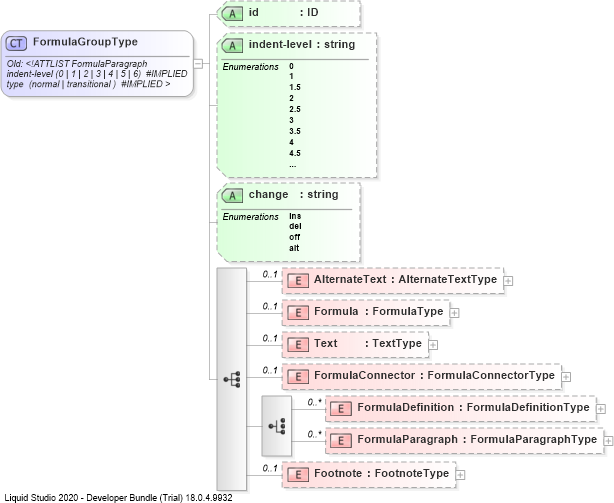 CT FormulaGroupType
Old: <!ATTLIST FormulaParagraph
indent-level (0 | 1 | 2 | 3 | 4 | 5 | 6) #IMPLIED
type (normal | transitional ) #IMPLIED >
A id : ID
A indent-level : string
Enumerations 0
1
1.5
2
2.5
3
3.5
4
4.5
...
A change : string
Enumerations ins
del
off
alt
0..1 E AlternateText : AlternateTextType
0..1 E Formula : FormulaType
0..1 E Text : TextType
0..1 E FormulaConnector : FormulaConnectorType
0..* E FormulaDefinition : FormulaDefinitionType
0..* E FormulaParagraph : FormulaParagraphType
0..1 E Footnote : FootnoteType
Liquid Studio 2020 - Developer Bundle (Trial) 18.0.4.9932